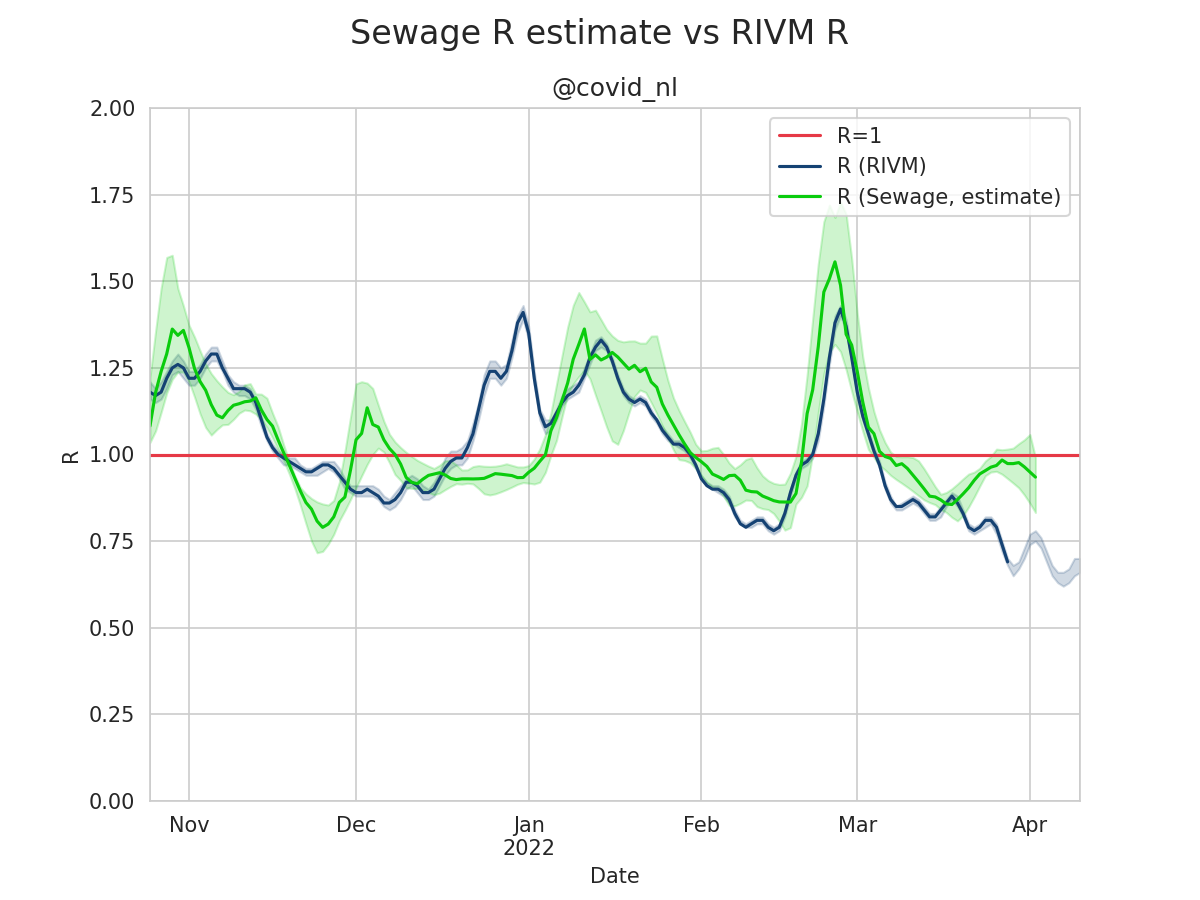 Sewage R estimate vs RIVM R
@covid_nl
R=1
R (RIVM)
R (Sewage, estimate)
2.00
1.75
1.50
1.25
1.00
0.75
0.50
0.25
0.00
R
Nov Dec Jan Feb Mar Apr
2022
Date